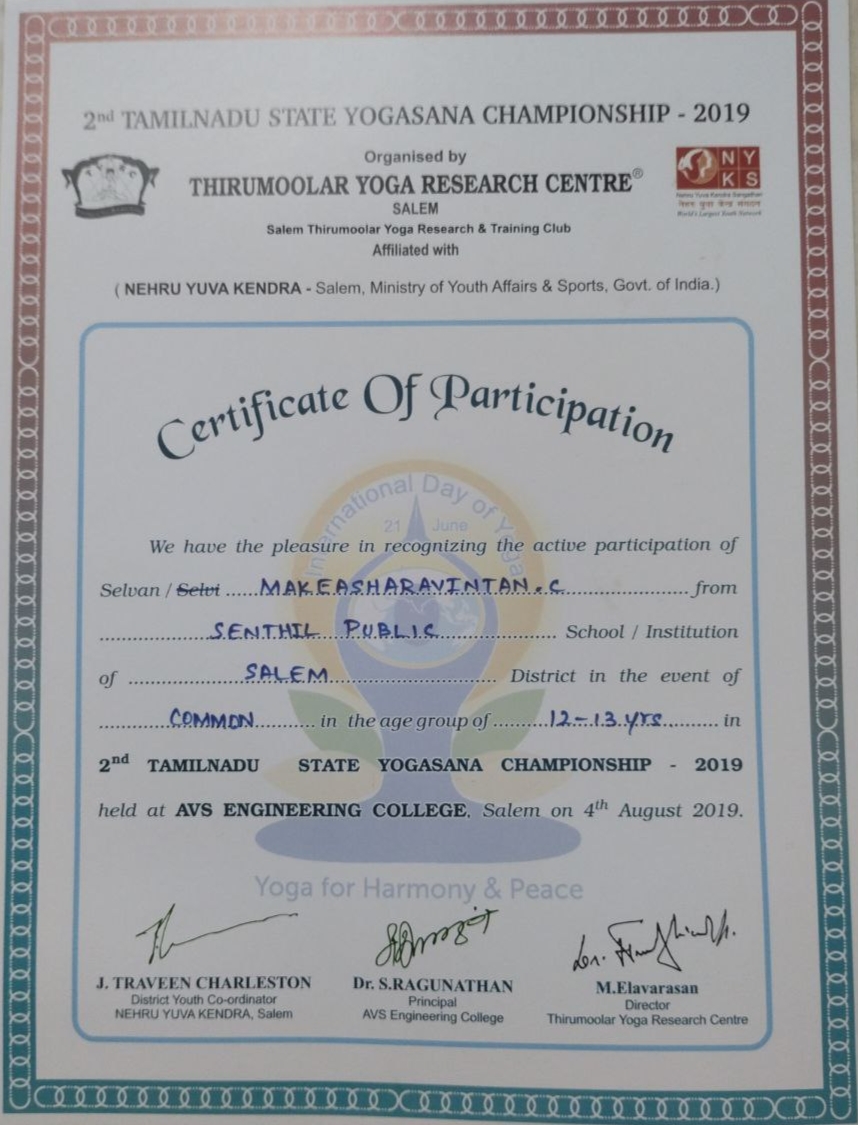 2nd TAMILNADU STATE YOGASANA CHAMPIONSHIP - 2019
Organised by
THIRUMOOLAR YOGA RESEARCH CENTRE®
SALEM
Salem Thirumoolar Yoga Research & Training Club
Affiliated with
( NEHRU YUVA KENDRA - Salem, Ministry of Youth Affairs & Sports, Govt. of India.)
N Y
K S
Nehru Yuva Kendra Sangathan
नेहरू युवा केन्द्र संगठन
World's Largest Youth Network
Certificate Of Participation
International Day of Yoga
21 June
We have the pleasure in recognizing the active participation of
Selvan / Selvi ......MAKEASHARAVINTAN.C...................... from
....................SENTHIL PUBLIC..................... School / Institution
of ....................SALEM............................. District in the event of
.............COMMON........... in the age group of..........12-13.yrs.......... in
2nd TAMILNADU STATE YOGASANA CHAMPIONSHIP - 2019
held at AVS ENGINEERING COLLEGE, Salem on 4th August 2019.
Yoga for Harmony & Peace
J. TRAVEEN CHARLESTON
District Youth Co-ordinator
NEHRU YUVA KENDRA, Salem
Dr. S.RAGUNATHAN
Principal
AVS Engineering College
M.Elavarasan
Director
Thirumoolar Yoga Research Centre